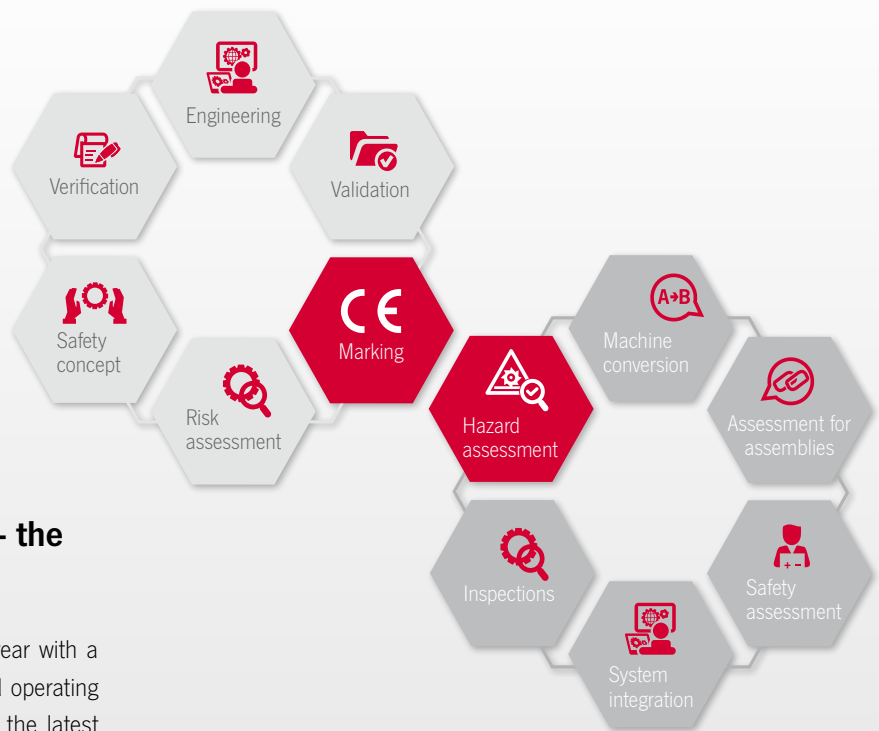 Engineering
Verification
Validation
Safety
concept
CE
Marking
Risk
assessment
A→B
Machine
conversion
Hazard
assessment
Assessment for
assemblies
Inspections
Safety
assessment
System
integration
- the
ear with a
operating
the latest